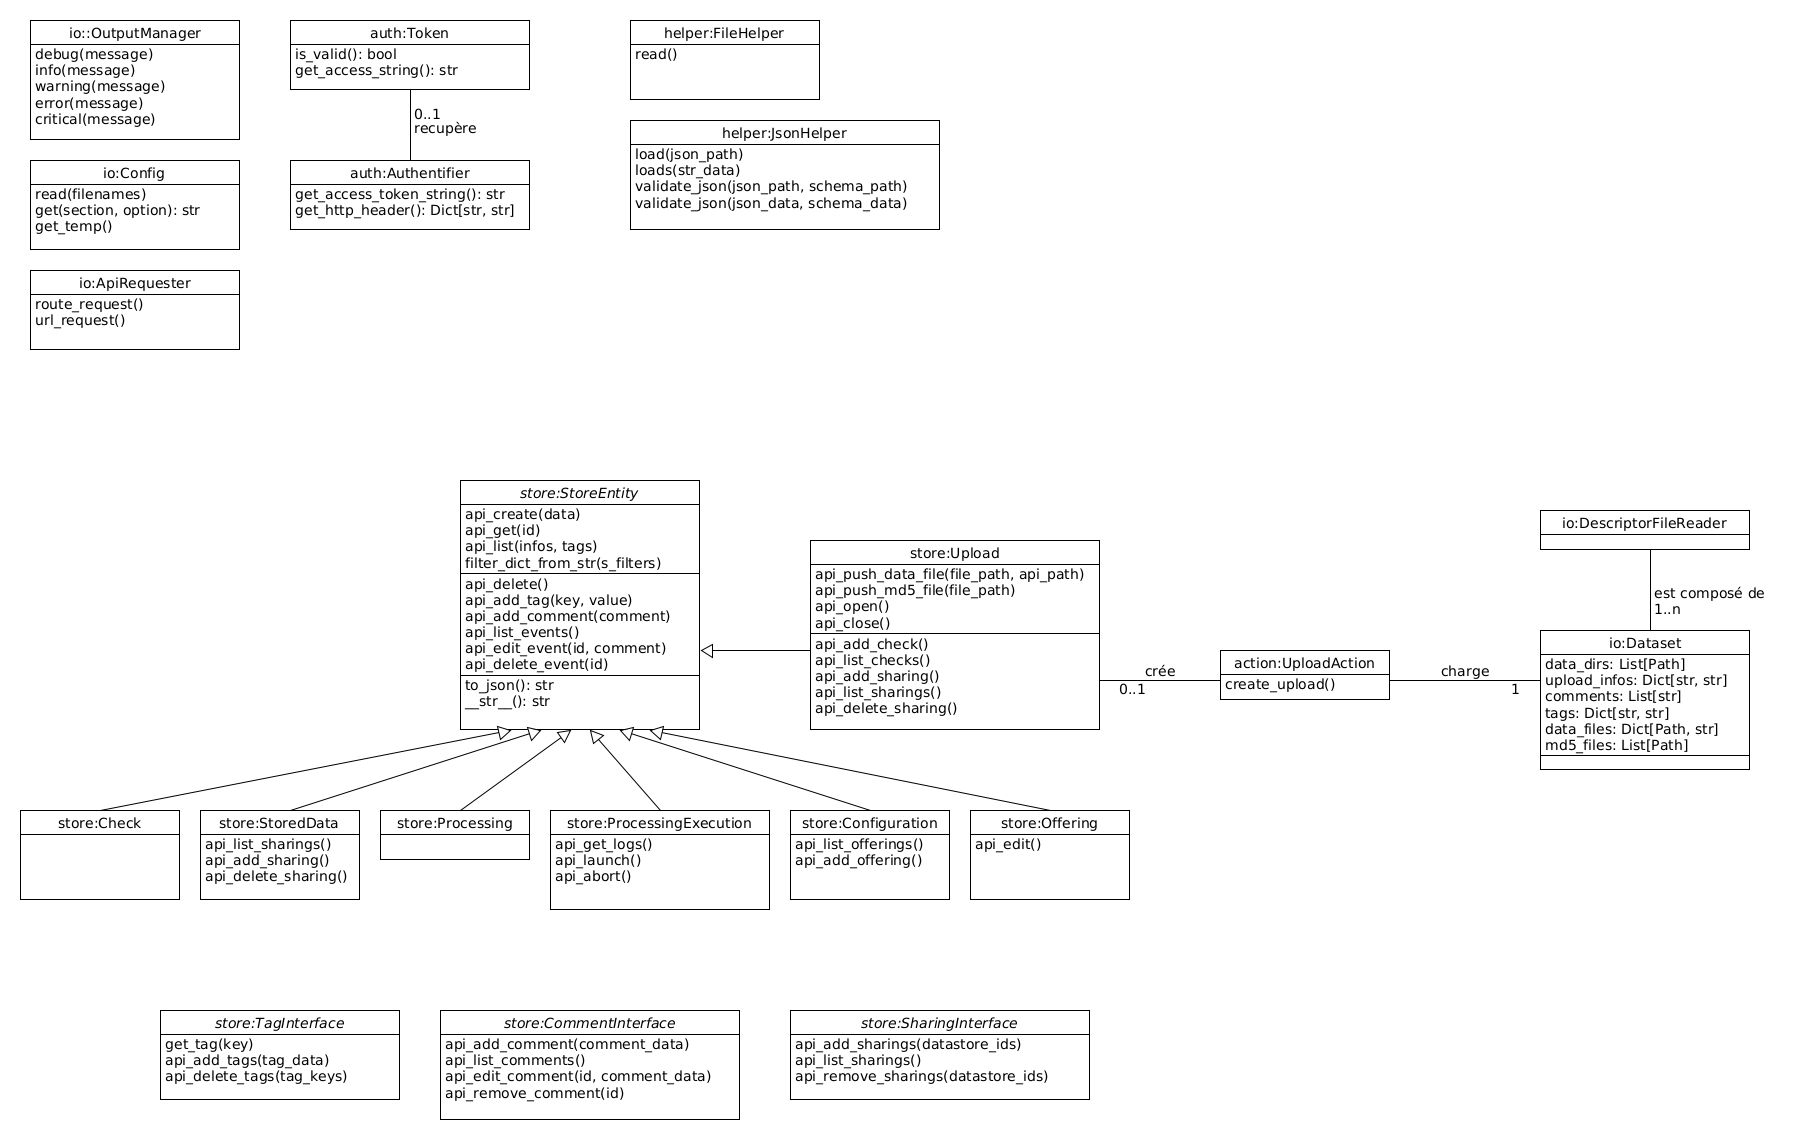 io::OutputManager
debug(message)
info(message)
warning(message)
error(message)
critical(message)
auth:Token
is_valid(): bool
get_access_string(): str
0..1
recupère
helper:FileHelper
read()
helper:JsonHelper
load(json_path)
loads(str_data)
validate_json(json_path, schema_path)
validate_json(json_data, schema_data)
io:Config
read(filenames)
get(section, option): str
get_temp()
auth:Authentifier
get_access_token_string(): str
get_http_header(): Dict[str, str]
io:ApiRequester
route_request()
url_request()
store:StoreEntity
api_create(data)
api_get(id)
api_list(infos, tags)
filter_dict_from_str(s_filters)
api_delete()
api_add_tag(key, value)
api_add_comment(comment)
api_list_events()
api_edit_event(id, comment)
api_delete_event(id)
to_json(): str
__str__(): str
store:Upload
api_push_data_file(file_path, api_path)
api_push_md5_file(file_path)
api_open()
api_close()
api_add_check()
api_list_checks()
api_add_sharing()
api_list_sharings()
api_delete_sharing()
crée
0..1
action:UploadAction
create_upload()
charge
1
io:DescriptorFileReader
est composé de
1..n
io:Dataset
data_dirs: List[Path]
upload_infos: Dict[str, str]
comments: List[str]
tags: Dict[str, str]
data_files: Dict[Path, str]
md5_files: List[Path]
store:Check
store:StoredData
api_list_sharings()
api_add_sharing()
api_delete_sharing()
store:Processing
store:ProcessingExecution
api_get_logs()
api_launch()
api_abort()
store:Configuration
api_list_offerings()
api_add_offering()
store:Offering
api_edit()
store:TagInterface
get_tag(key)
api_add_tags(tag_data)
api_delete_tags(tag_keys)
store:CommentInterface
api_add_comment(comment_data)
api_list_comments()
api_edit_comment(id, comment_data)
api_remove_comment(id)
store:SharingInterface
api_add_sharings(datastore_ids)
api_list_sharings()
api_remove_sharings(datastore_ids)